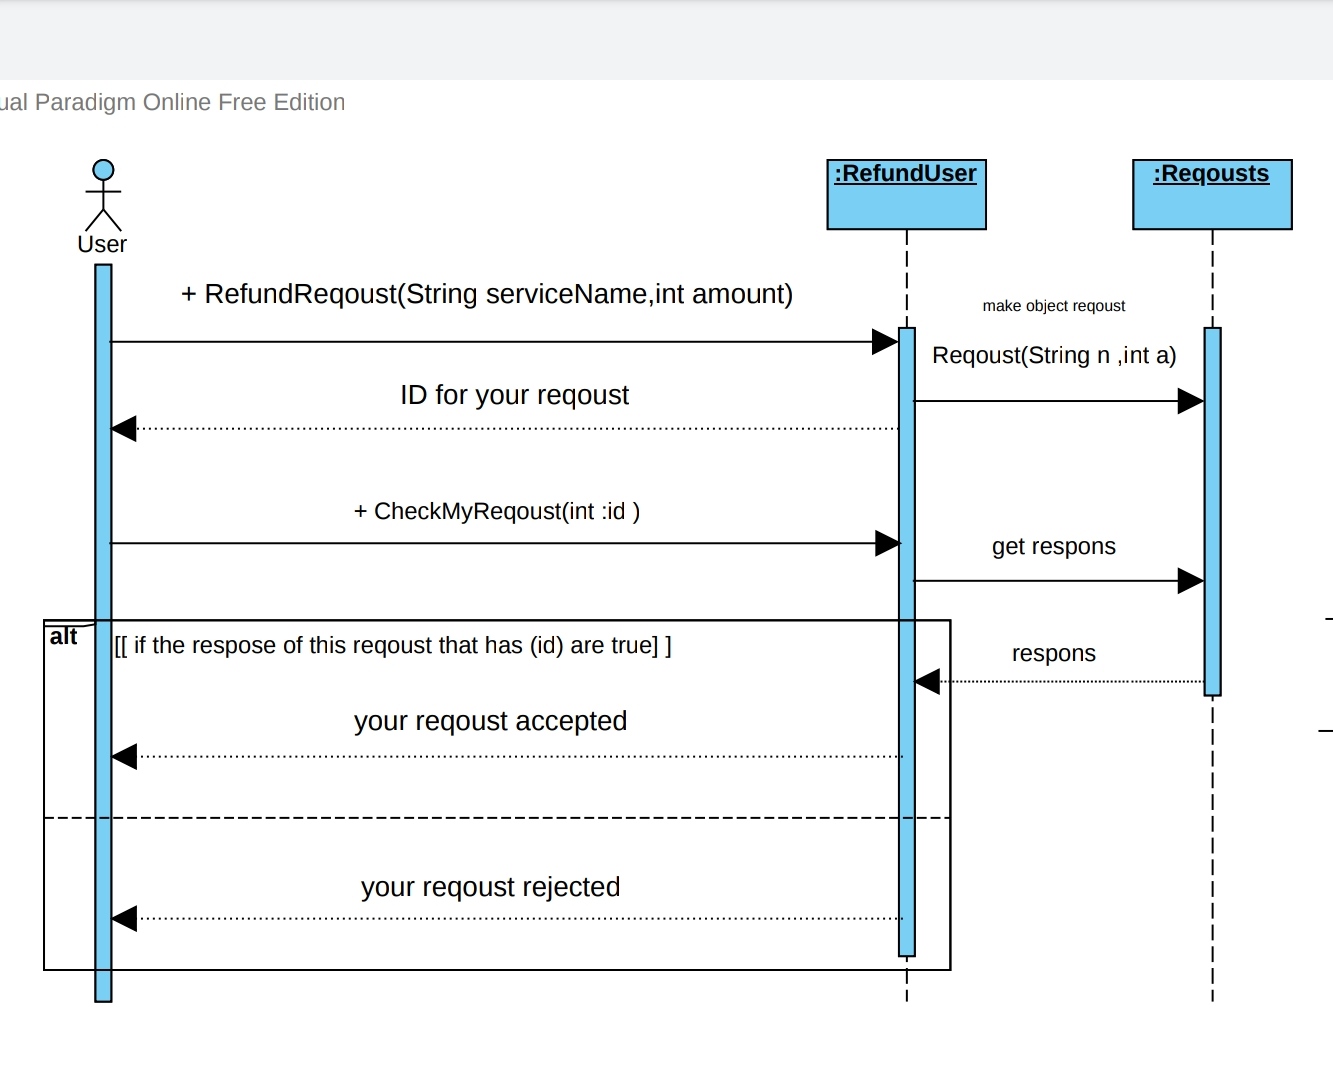 ual Paradigm Online Free Edition
:RefundUser
:Reqousts
User
+ RefundReqoust(String serviceName,int amount)
make object reqoust
Reqoust(String n ,int a)
ID for your reqoust
+ CheckMyReqoust(int :id )
get respons
alt
[[ if the respose of this reqoust that has (id) are true] ]
respons
your reqoust accepted
your reqoust rejected